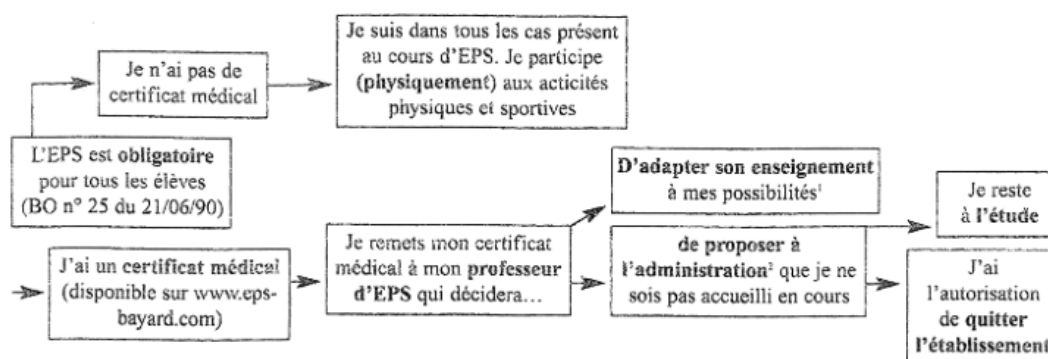 Je n'ai pas de
certificat médical
Je suis dans tous les cas présent
au cours d'EPS. Je participe
(physiquement) aux acticités
physiques et sportives
L'EPS est obligatoire
pour tous les élèves
(BO n° 25 du 21/06/90)
J'ai un certificat médical
(disponible sur www.eps-
bayard.com)
Je remets mon certificat
médical à mon professeur
d'EPS qui décidera...
D'adapter son enseignement
à mes possibilités¹
de proposer à
l'administration² que je ne
sois pas accueilli en cours
Je reste
à l'étude
J'ai
l'autorisation
de quitter
l'établissement